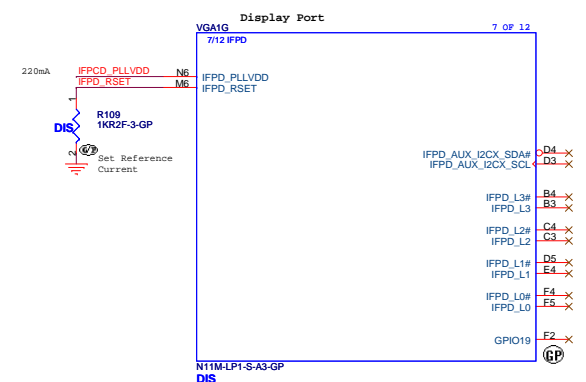 Display Port
VGA1G
7 OF 12
7/12 IFPD
220mA
IFPCD_PLLVDD
N6
IFPD_PLLVDD
IFPD_RSET
M6
IFPD_RSET
1
R109
1KR2F-3-GP
DIS
2
Set Reference
Current
IFPD_AUX_I2CX_SDA#
D4
IFPD_AUX_I2CX_SCL
D3
IFPD_L3#
B4
IFPD_L3
B3
IFPD_L2#
C4
IFPD_L2
C3
IFPD_L1#
D5
IFPD_L1
E4
IFPD_L0#
F4
IFPD_L0
F5
GPIO19
F2
GP
N11M-LP1-S-A3-GP
DIS